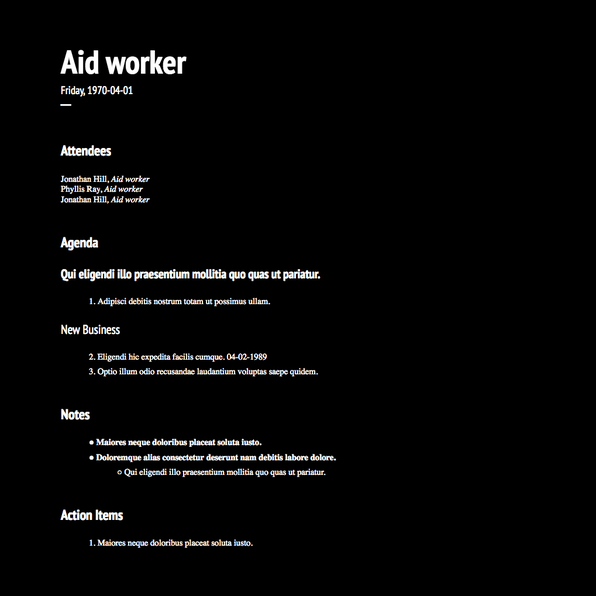 Aid worker
Friday, 1970-04-01
Attendees
Jonathan Hill, Aid worker
Phyllis Ray, Aid worker
Jonathan Hill, Aid worker
Agenda
Qui eligendi illo praesentium mollitia quo quas ut pariatur.
1. Adipisci debitis nostrum totam ut possimus ullam.
New Business
2. Eligendi hic expedita facilis cumque. 04-02-1989
3. Optio illum odio recusandae laudantium voluptas saepe quidem.
Notes
● Maiores neque doloribus placeat soluta iusto.
● Doloremque alias consectetur deserunt nam debitis labore dolore.
○ Qui eligendi illo praesentium mollitia quo quas ut pariatur.
Action Items
1. Maiores neque doloribus placeat soluta iusto.